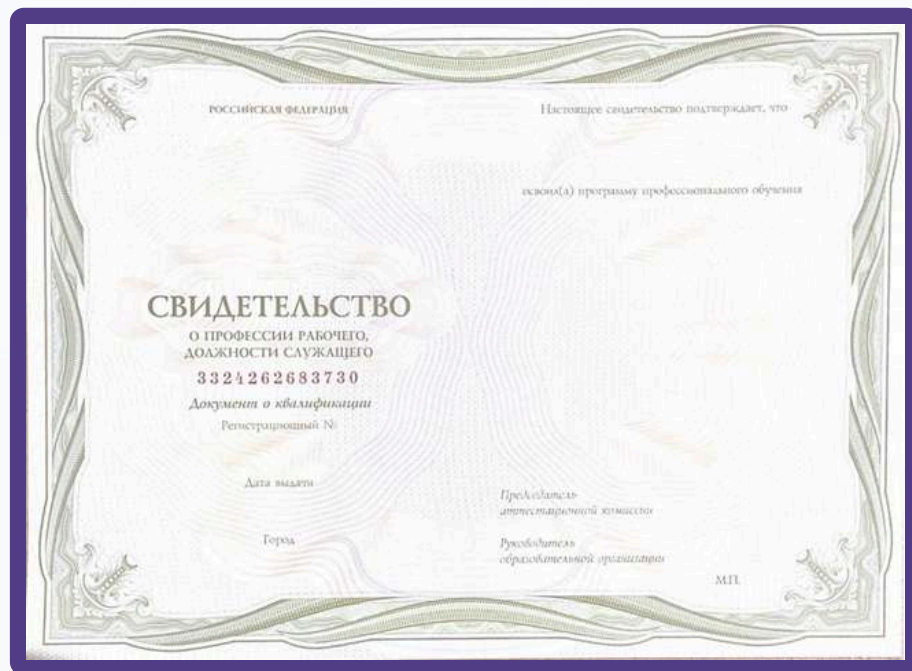 РОССИЙСКАЯ ФЕДЕРАЦИЯ
СВИДЕТЕЛЬСТВО
О ПРОФЕССИИ РАБОЧЕГО,
ДОЛЖНОСТИ СЛУЖАЩЕГО
3324262683730
Документ о квалификации
Регистрационный №
Дата выдачи
Город
Настоящее свидетельство подтверждает, что
освоил(а) программу профессионального обучения
Председатель
аттестационной комиссии
Руководитель
образовательной организации
М.П.